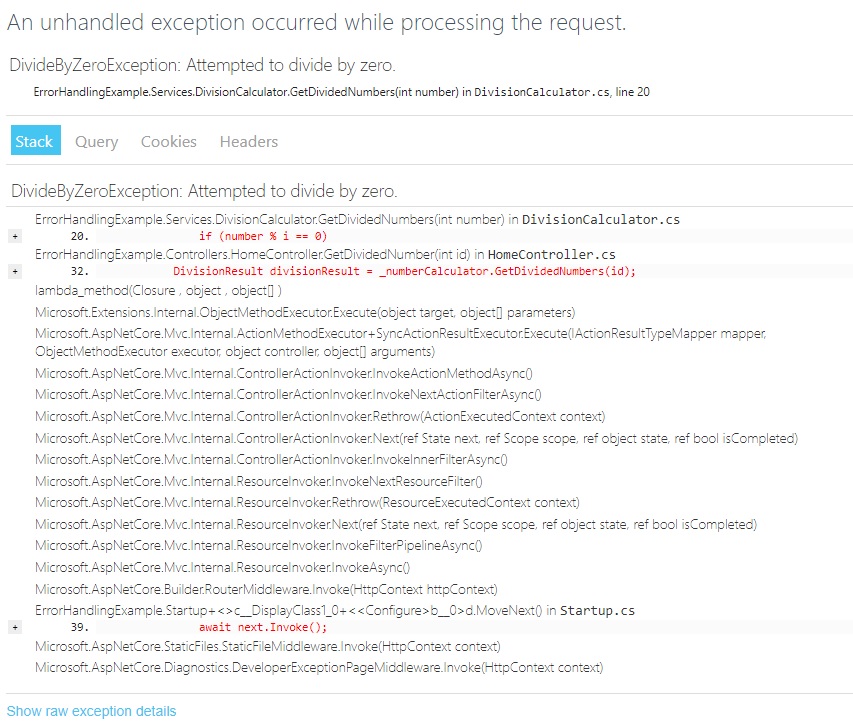 An unhandled exception occurred while processing the request.
DivideByZeroException: Attempted to divide by zero.
ErrorHandlingExample.Services.DivisionCalculator.GetDividedNumbers(int number) in DivisionCalculator.cs, line 20
Stack Query Cookies Headers
DivideByZeroException: Attempted to divide by zero.
ErrorHandlingExample.Services.DivisionCalculator.GetDividedNumbers(int number) in DivisionCalculator.cs
+ 20. if (number % i == 0)
ErrorHandlingExample.Controllers.HomeController.GetDividedNumber(int id) in HomeController.cs
+ 32. DivisionResult divisionResult = _numberCalculator.GetDividedNumbers(id);
lambda_method(Closure , object , object[] )
Microsoft.Extensions.Internal.ObjectMethodExecutor.Execute(object target, object[] parameters)
Microsoft.AspNetCore.Mvc.Internal.ActionMethodExecutor+SyncActionResultExecutor.Execute(IActionResultTypeMapper mapper,
ObjectMethodExecutor executor, object controller, object[] arguments)
Microsoft.AspNetCore.Mvc.Internal.ControllerActionInvoker.InvokeActionMethodAsync()
Microsoft.AspNetCore.Mvc.Internal.ControllerActionInvoker.InvokeNextActionFilterAsync()
Microsoft.AspNetCore.Mvc.Internal.ControllerActionInvoker.Rethrow(ActionExecutedContext context)
Microsoft.AspNetCore.Mvc.Internal.ControllerActionInvoker.Next(ref State next, ref Scope scope, ref object state, ref bool isCompleted)
Microsoft.AspNetCore.Mvc.Internal.ControllerActionInvoker.InvokeInnerFilterAsync()
Microsoft.AspNetCore.Mvc.Internal.ResourceInvoker.InvokeNextResourceFilter()
Microsoft.AspNetCore.Mvc.Internal.ResourceInvoker.Rethrow(ResourceExecutedContext context)
Microsoft.AspNetCore.Mvc.Internal.ResourceInvoker.Next(ref State next, ref Scope scope, ref object state, ref bool isCompleted)
Microsoft.AspNetCore.Mvc.Internal.ResourceInvoker.InvokeFilterPipelineAsync()
Microsoft.AspNetCore.Mvc.Internal.ResourceInvoker.InvokeAsync()
Microsoft.AspNetCore.Builder.RouterMiddleware.Invoke(HttpContext httpContext)
ErrorHandlingExample.Startup+<>c__DisplayClass1_0+<<Configure>b__0>d.MoveNext() in Startup.cs
+ 39. await next.Invoke();
Microsoft.AspNetCore.StaticFiles.StaticFileMiddleware.Invoke(HttpContext context)
Microsoft.AspNetCore.Diagnostics.DeveloperExceptionPageMiddleware.Invoke(HttpContext context)
Show raw exception details